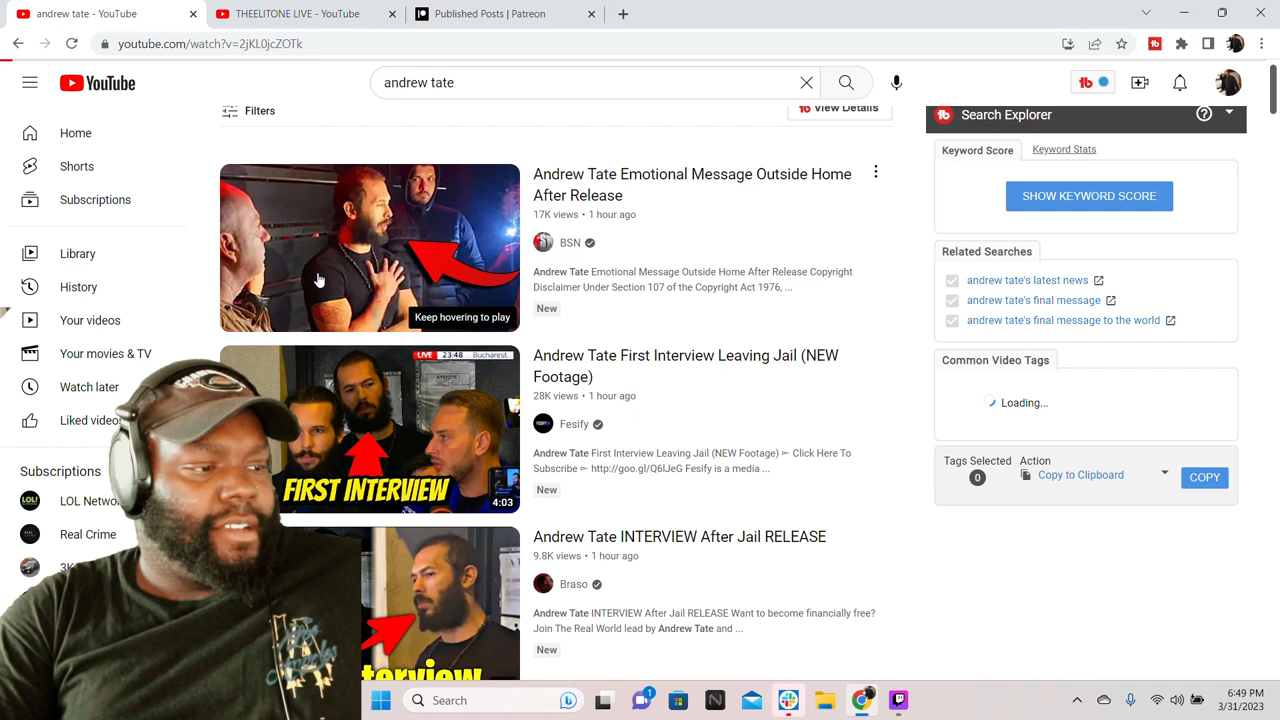 andrew tate - YouTube
THEELITONE LIVE - YouTube
Published Posts | Patreon
youtube.com/watch?v=2jKL0jcZOTk
YouTube
andrew tate
Filters
View Details
Home
Shorts
Subscriptions
Library
History
Your videos
Your movies & TV
Watch later
Liked videos
Subscriptions
LOL Networ
Real Crime
Keep hovering to play
Andrew Tate Emotional Message Outside Home
After Release
17K views • 1 hour ago
BSN
Andrew Tate Emotional Message Outside Home After Release Copyright
Disclaimer Under Section 107 of the Copyright Act 1976, ...
New
LIVE 23:48 Bucharest
FIRST INTERVIEW
4:03
Andrew Tate First Interview Leaving Jail (NEW
Footage)
28K views • 1 hour ago
Fesify
Andrew Tate First Interview Leaving Jail (NEW Footage) ➳ Click Here To
Subscribe ➳ http://goo.gl/Q6lJeG Fesify is a media ...
New
Andrew Tate INTERVIEW After Jail RELEASE
9.8K views • 1 hour ago
Braso
Andrew Tate INTERVIEW After Jail RELEASE Want to become financially free?
Join The Real World lead by Andrew Tate and ...
New
Search Explorer
Keyword Score
Keyword Stats
SHOW KEYWORD SCORE
Related Searches
andrew tate's latest news
andrew tate's final message
andrew tate's final message to the world
Common Video Tags
Loading...
Tags Selected
0
Action
Copy to Clipboard
COPY
Search
1
6:49 PM
3/31/2023